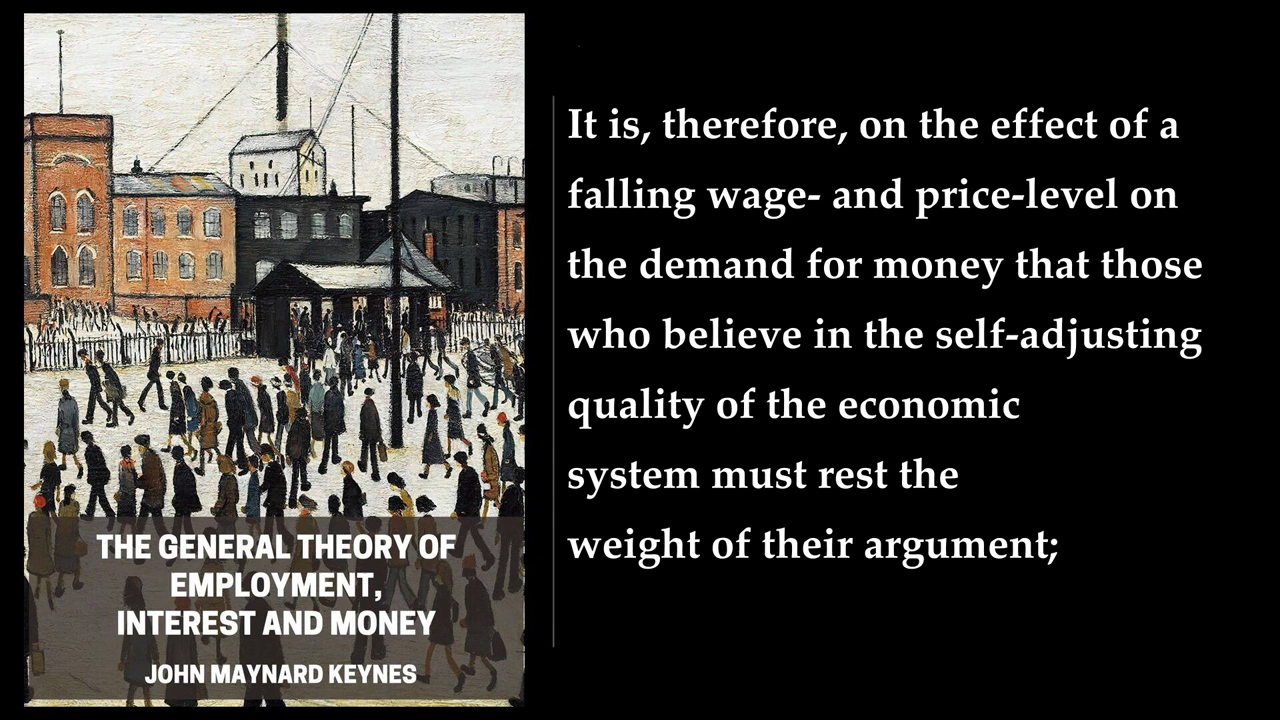 THE GENERAL THEORY OF
EMPLOYMENT,
INTEREST AND MONEY
JOHN MAYNARD KEYNES
It is, therefore, on the effect of a
falling wage- and price-level on
the demand for money that those
who believe in the self-adjusting
quality of the economic
system must rest the
weight of their argument;